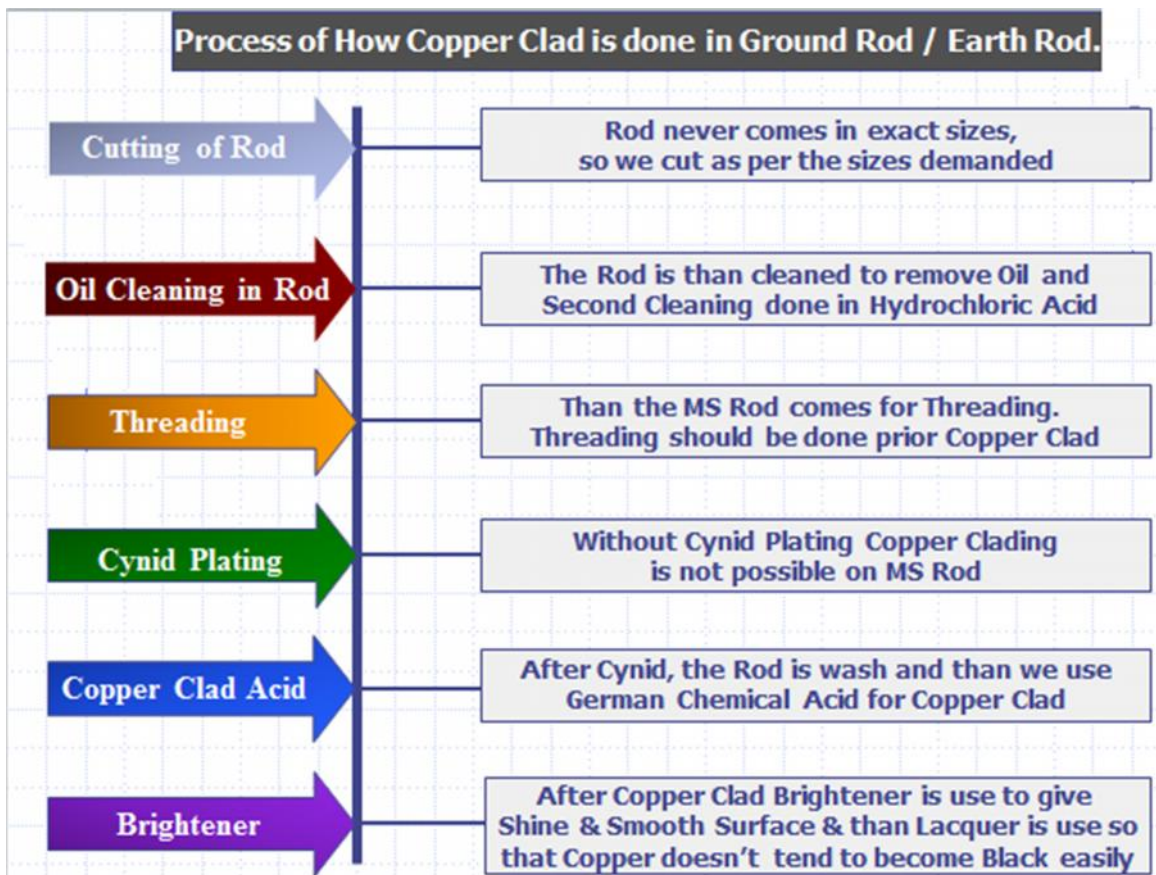 Process of How Copper Clad is done in Ground Rod / Earth Rod.
Cutting of Rod
Rod never comes in exact sizes,
so we cut as per the sizes demanded
Oil Cleaning in Rod
The Rod is than cleaned to remove Oil and
Second Cleaning done in Hydrochloric Acid
Threading
Than the MS Rod comes for Threading.
Threading should be done prior Copper Clad
Cynid Plating
Without Cynid Plating Copper Clading
is not possible on MS Rod
Copper Clad Acid
After Cynid, the Rod is wash and than we use
German Chemical Acid for Copper Clad
Brightener
After Copper Clad Brightener is use to give
Shine & Smooth Surface & than Lacquer is use so
that Copper doesn't tend to become Black easily